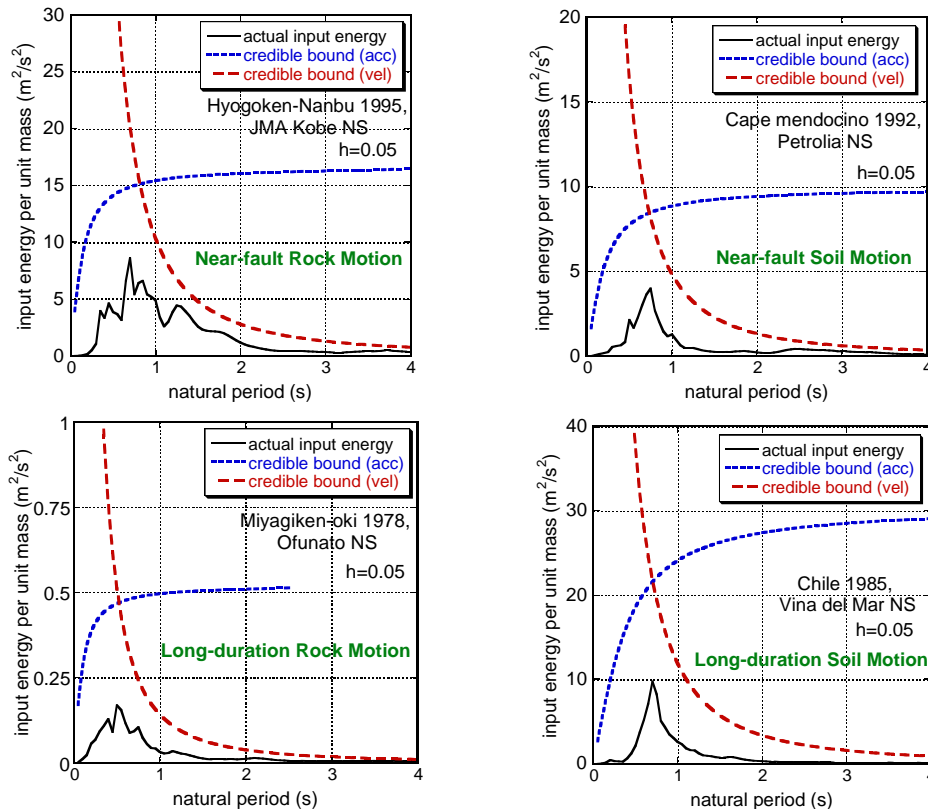 30
25
20
15
10
5
0
input energy per unit mass (m²/s²)
actual input energy
credible bound (acc)
credible bound (vel)
Hyogoken-Nanbu 1995,
JMA Kobe NS
h=0.05
Near-fault Rock Motion
0 1 2 3 4
natural period (s)
20
15
10
5
0
input energy per unit mass (m²/s²)
actual input energy
credible bound (acc)
credible bound (vel)
Cape mendocino 1992,
Petrolia NS
h=0.05
Near-fault Soil Motion
0 1 2 3 4
natural period (s)
1
0.75
0.5
0.25
0
input energy per unit mass (m²/s²)
actual input energy
credible bound (acc)
credible bound (vel)
Miyagiken-oki 1978,
Ofunato NS
h=0.05
Long-duration Rock Motion
0 1 2 3 4
natural period (s)
40
30
20
10
0
input energy per unit mass (m²/s²)
actual input energy
credible bound (acc)
credible bound (vel)
Chile 1985,
Vina del Mar NS
h=0.05
Long-duration Soil Motion
0 1 2 3 4
natural period (s)